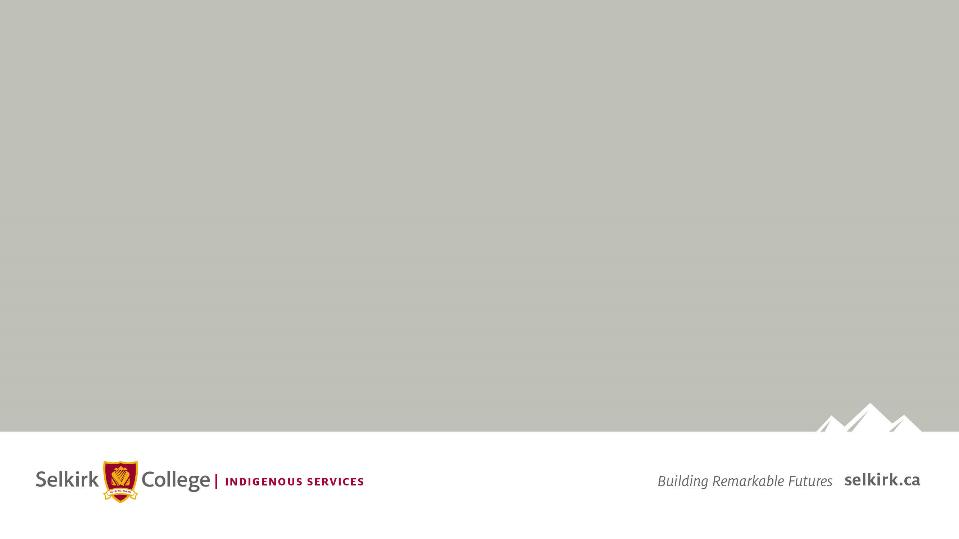 Selkirk College | INDIGENOUS SERVICES
Building Remarkable Futures selkirk.ca